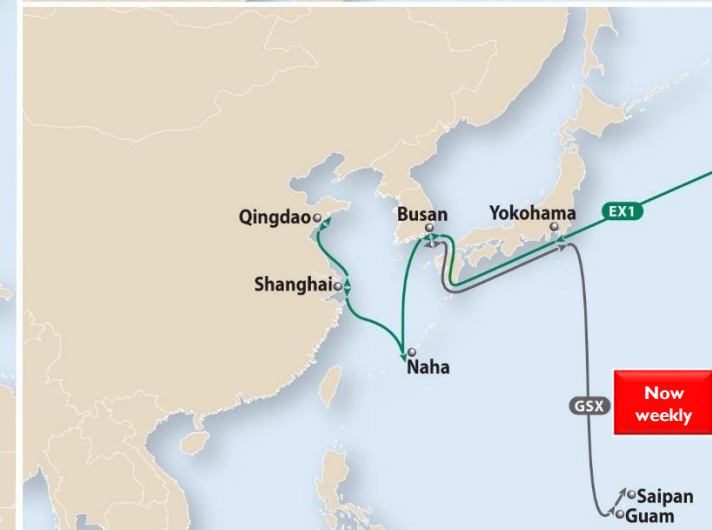 Qingdao
Busan
Yokohama
EX1
Shanghai
Naha
GSX
Now
weekly
Saipan
Guam